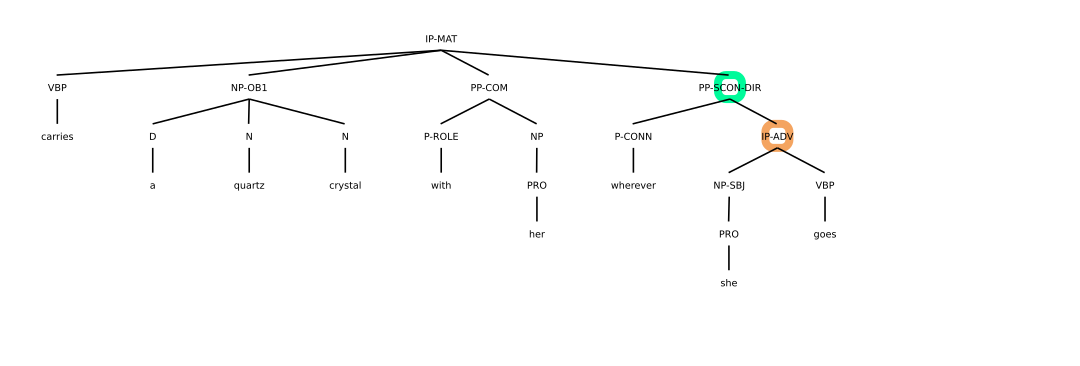 IP-MAT
VBP NP-OB1 PP-COM PP-SCON-DIR
carries D N N P-ROLE NP P-CONN IP-ADV
a quartz crystal with PRO wherever NP-SBJ VBP
her PRO goes
she